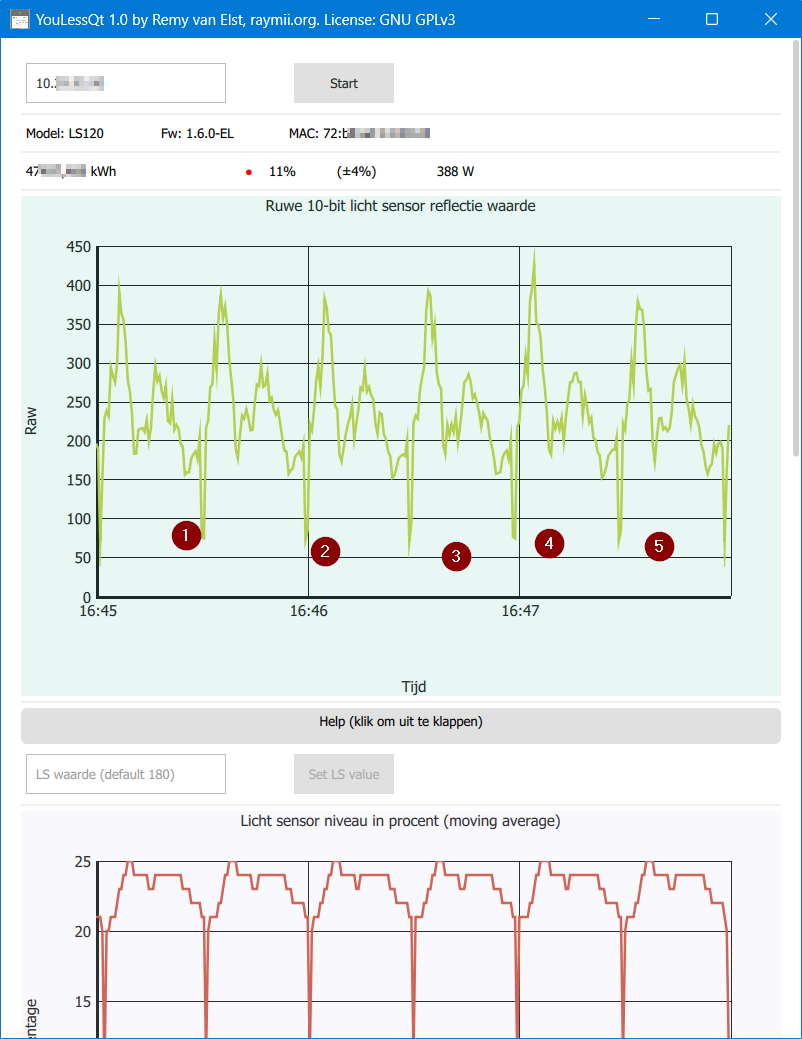 YouLessQt 1.0 by Remy van Elst, raymii.org. License: GNU GPLv3
10. Start
Model: LS120 Fw: 1.6.0-EL MAC: 72:
47 kWh 11% (±4%) 388 W
Ruwe 10-bit licht sensor reflectie waarde
450
400
350
300
250
Raw
200
150
100
1 2 3 4 5
50
0
16:45 16:46 16:47
Tijd
Help (klik om uit te klappen)
LS waarde (default 180) Set LS value
Licht sensor niveau in procent (moving average)
25
20
15
entage